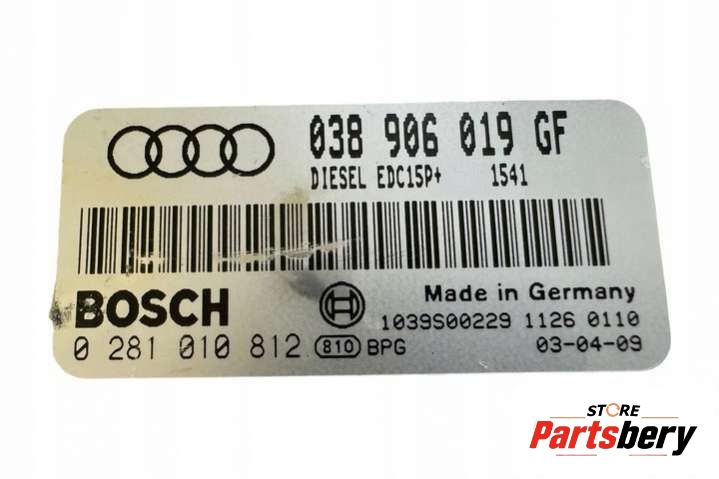 038 906 019 GF
DIESEL EDC15P+ 1541
BOSCH
Made in Germany
1039S00229 1126 0110
0 281 010 812 810 BPG
03-04-09
STORE
Partsbery